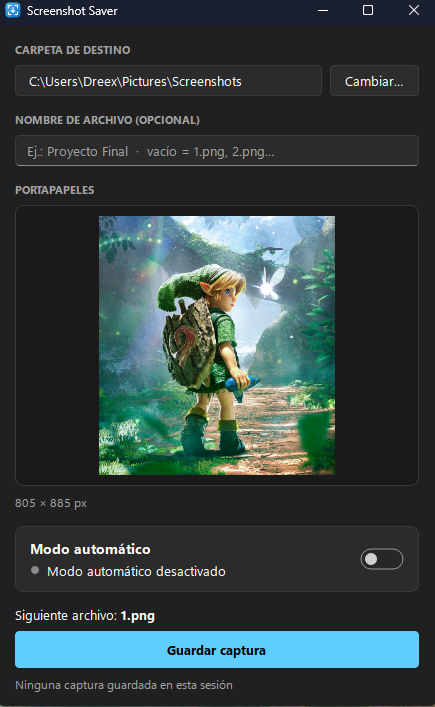 Screenshot Saver
CARPETA DE DESTINO
C:\Users\Dreex\Pictures\Screenshots
Cambiar...
NOMBRE DE ARCHIVO (OPCIONAL)
Ej.: Proyecto Final · vacío = 1.png, 2.png...
PORTAPAPELES
805 × 885 px
Modo automático
Modo automático desactivado
Siguiente archivo: 1.png
Guardar captura
Ninguna captura guardada en esta sesión